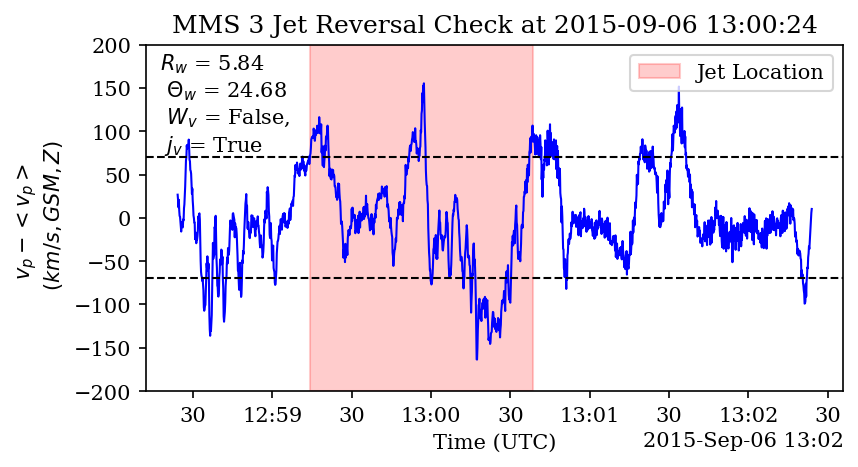 MMS 3 Jet Reversal Check at 2015-09-06 13:00:24
R_w = 5.84
Θ_w = 24.68
W_v = False,
j_v = True
Jet Location
v_p − < v_p >
(km/s, GSM, Z)
200
150
100
50
0
−50
−100
−150
−200
30 12:59 30 13:00 30 13:01 30 13:02 30
Time (UTC)
2015-Sep-06 13:02